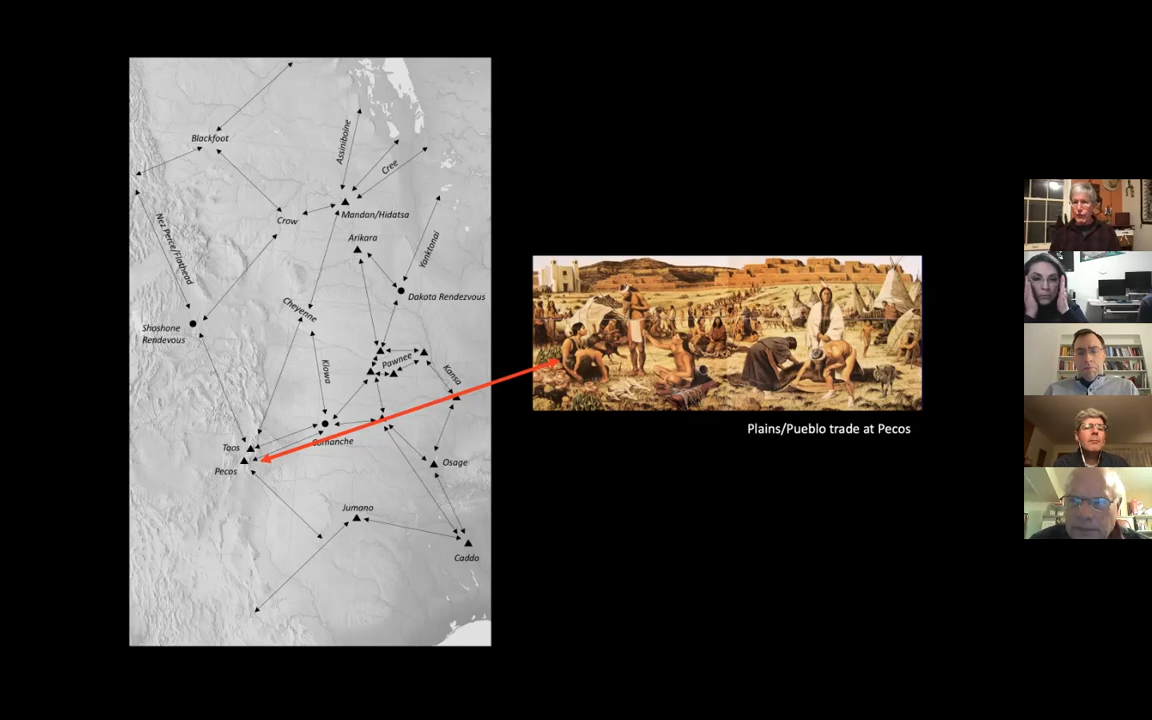 Blackfoot
Assiniboine
Cree
Crow
Mandan/Hidatsa
Nez Perce/Flathead
Arikara
Yanktonai
Dakota Rendezvous
Cheyenne
Shoshone
Rendevous
Pawnee
Kiowa
Kansa
Comanche
Taos
Pecos
Osage
Jumano
Caddo
Plains/Pueblo trade at Pecos